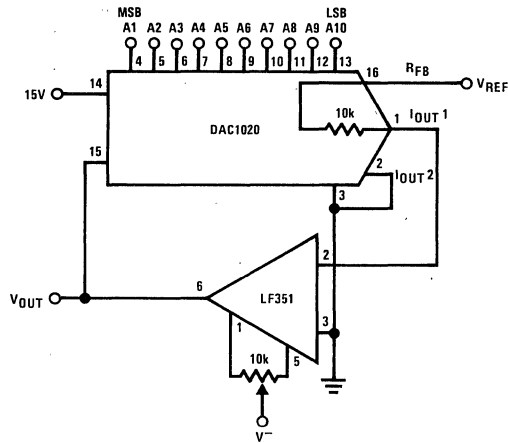 MSB LSB
A1 A2 A3 A4 A5 A6 A7 A8 A9 A10
4 5 6 7 8 9 10 11 12 13
16 RFB
VREF
15V 14
10k
1 IOUT 1
DAC1020
15
2
IOUT 2
3
2
6
VOUT
LF351
1
3
10k
5
V–